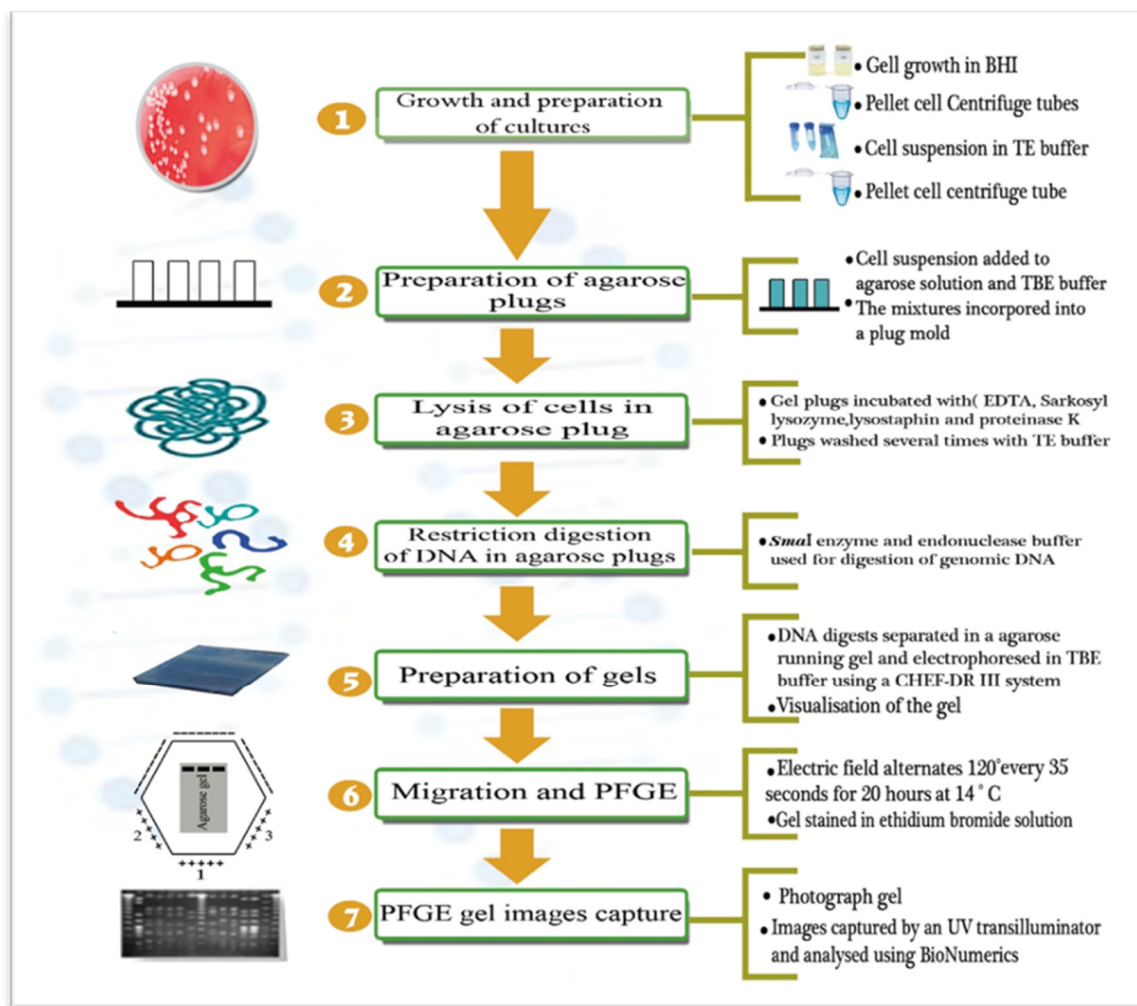 1
Growth and preparation
of cultures
• Gell growth in BHI
• Pellet cell Centrifuge tubes
• Cell suspension in TE buffer
• Pellet cell centrifuge tube
2
Preparation of agarose
plugs
• Cell suspension added to
agarose solution and TBE buffer
• The mixtures incorpored into
a plug mold
3
Lysis of cells in
agarose plug
• Gel plugs incubated with( EDTA, Sarkosyl
lysozyme,lysostaphin and proteinase K
• Plugs washed several times with TE buffer
4
Restriction digestion
of DNA in agarose plugs
• SmaI enzyme and endonuclease buffer
used for digestion of genomic DNA
5
Preparation of gels
• DNA digests separated in a agarose
running gel and electrophoresed in TBE
buffer using a CHEF-DR III system
• Visualisation of the gel
- - - - - - -
- - - - -
- - - - -
Agarose gel
2
+++++
3
+++++
+++++
1
6
Migration and PFGE
• Electric field alternates 120°every 35
seconds for 20 hours at 14° C
• Gel stained in ethidium bromide solution
7
PFGE gel images capture
• Photograph gel
• Images captured by an UV transilluminator
and analysed using BioNumerics